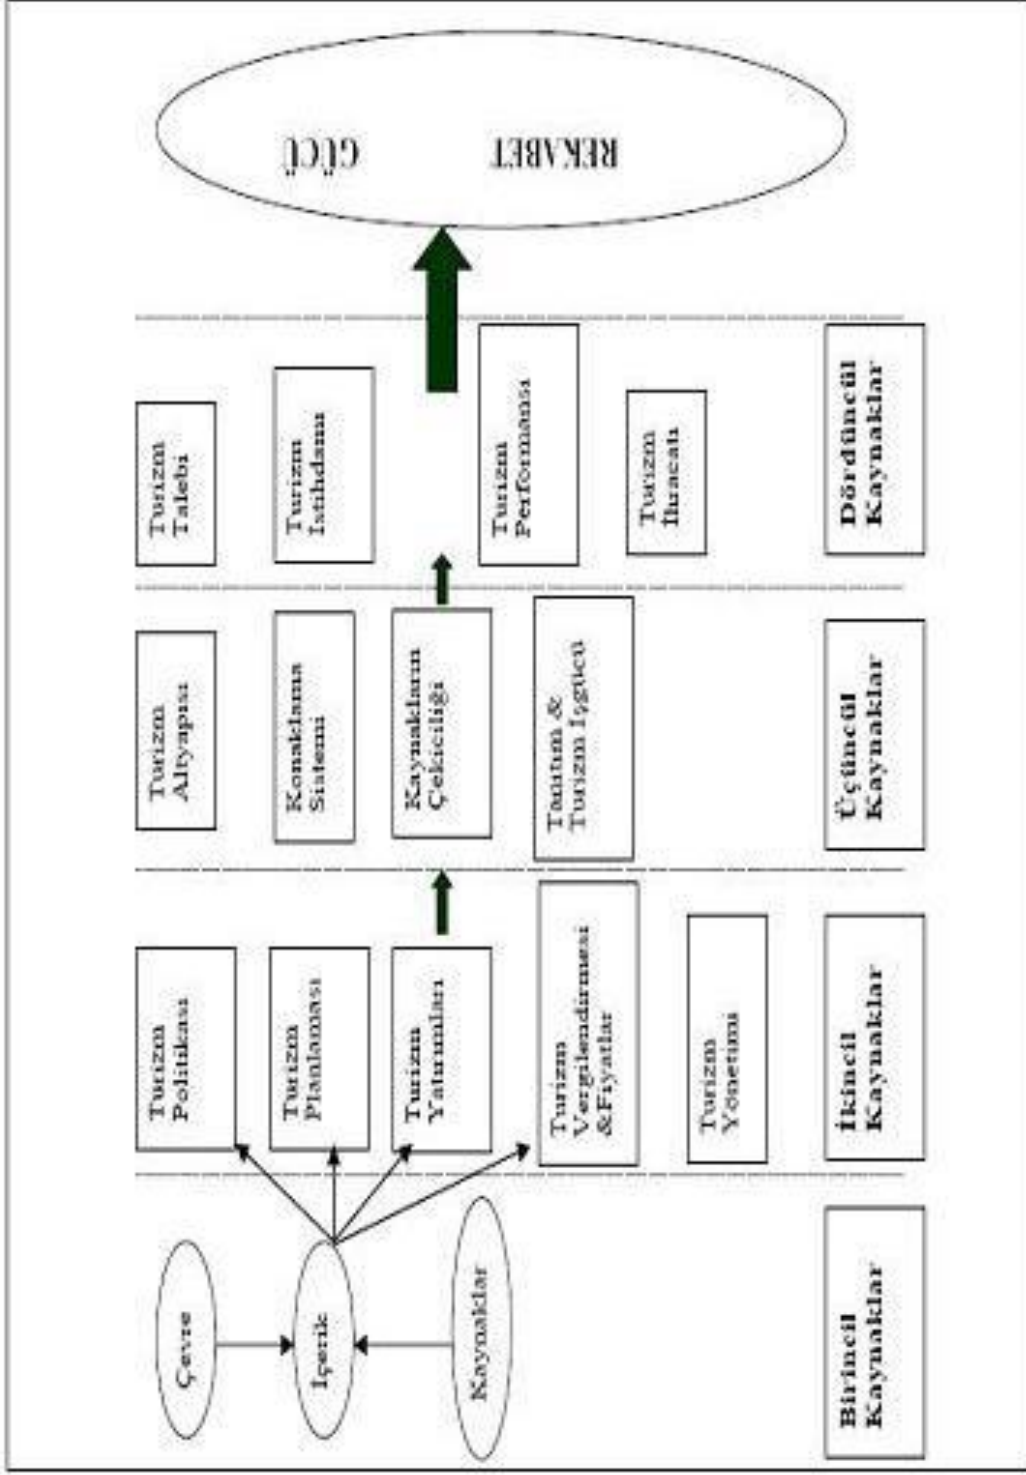 Çevre
İçerik
Kaynaklar
Birincil
Kaynaklar
Turizm
Politikası
Turizm
Planlaması
Turizm
Yatırımları
Turizm
Vergilendirmesi
&Fiyatlar
Turizm
Yönetimi
İkincil
Kaynaklar
Turizm
Altyapısı
Konaklama
Sistemi
Kaynakların
Çekiciliği
Tanıtım &
Turizm İşgücü
Üçüncül
Kaynaklar
Turizm
Talebi
Turizm
İstihdamı
Turizm
Performansı
Turizm
İhracatı
Dördüncül
Kaynaklar
REKABET
GÜCÜ